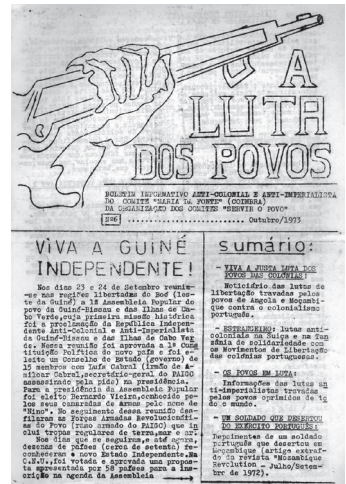 A
LUTA
DOS POVOS
BOLETIM INFORMATIVO ANTI-COLONIAL E ANTI-IMPERIALISTA
DO COMITE "MARIA DA FONTE" (COIMBRA)
DA ORGANIZAÇÃO DOS COMITES "SERVIR O POVO"
Nº6 ........................ Outubro/1973
VIVA A GUINÉ
INDEPENDENTE!
Nos dias 23 e 24 de Setembro reuniu-
-se nas regiões libertadas do Boé (les-
te da Guiné) a 1ª Assembleia Popular do
povo da Guiné-Bissau e das Ilhas de Ca-
bo Verde, cuja primeira missão histórica
foi a proclamação da República Indepen-
dente Anti-Colonial e Anti-Imperialista
da Guiné-Bissau e das Ilhas de Cabo Ver-
de. Nessa reunião foi aprovada a 1ª Cons-
tituição Política do novo país e foi e-
leito um Conselho de Estado (governo) de
15 membros com Luis Cabral (irmão de A-
milcar Cabral, secretário-geral do PAIGC
assassinado pela pide) na presidência.
Para a presidência da Assembleia Popular
foi eleito Bernardo Vieira, conhecido pe-
los seus camaradas de armas pelo nome de
"Nino". No seguimento dessa reunião des-
filaram as Forças Armadas Revolucionári-
as do Povo (ramo armado do PAIGC) que in
clui tropas regulares de terra, mar e ar.
Nos dias que se seguiram, e até agora,
dezenas de países (cerca de setenta) re-
conheceram o novo Estado Independente. Na
O.N.U., foi votada e aprovada uma propos-
ta apresentada por 58 países para a ins-
crição na agenda da Assembleia
Sumário:
- VIVA A JUSTA LUTA DOS
POVOS DAS COLÓNIAS!
Noticiário das lutas de
libertação travadas pelos
povos de Angola e Moçambi-
que contra o colonialismo
português.
- ESTRANGEIRO: lutas anti-
coloniais na Suiça e na Tan
zânia de solidariedade com
os Movimentos de Libertação
das colónias portuguesas.
- OS POVOS EM LUTA:
Informações das lutas an
ti-imperialistas travadas
pelos povos oprimidos de to
do o mundo.
- UM SOLDADO QUE DESERTOU
DO EXÉRCITO PORTUGUÊS:
Depoimentos de um soldado
português que desertou em
Moçambique (artigo extraí-
do da revista "Mozambique
Revolution - Julho/Setem-
bro de 1972).